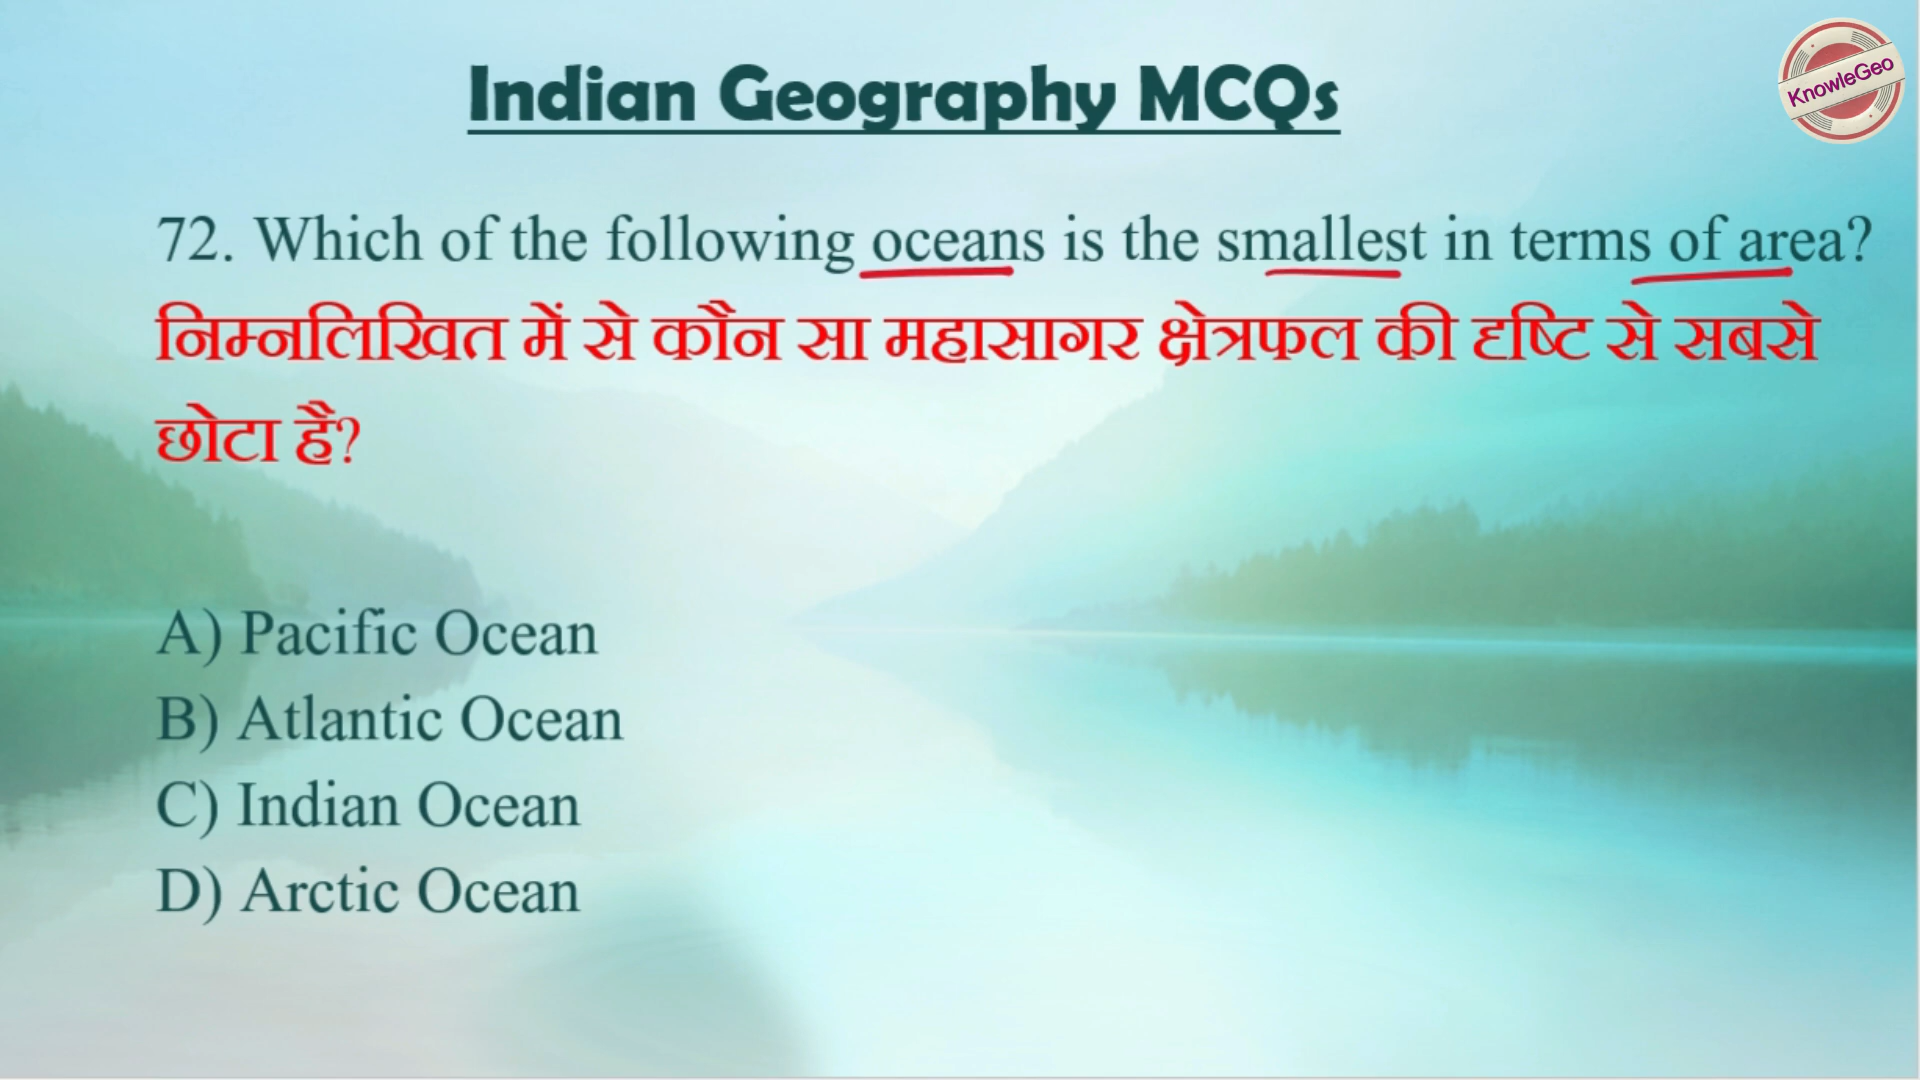 Indian Geography MCQs
KnowleGeo
72. Which of the following oceans is the smallest in terms of area?
निम्नलिखित में से कौन सा महासागर क्षेत्रफल की दृष्टि से सबसे
छोटा है?
A) Pacific Ocean
B) Atlantic Ocean
C) Indian Ocean
D) Arctic Ocean